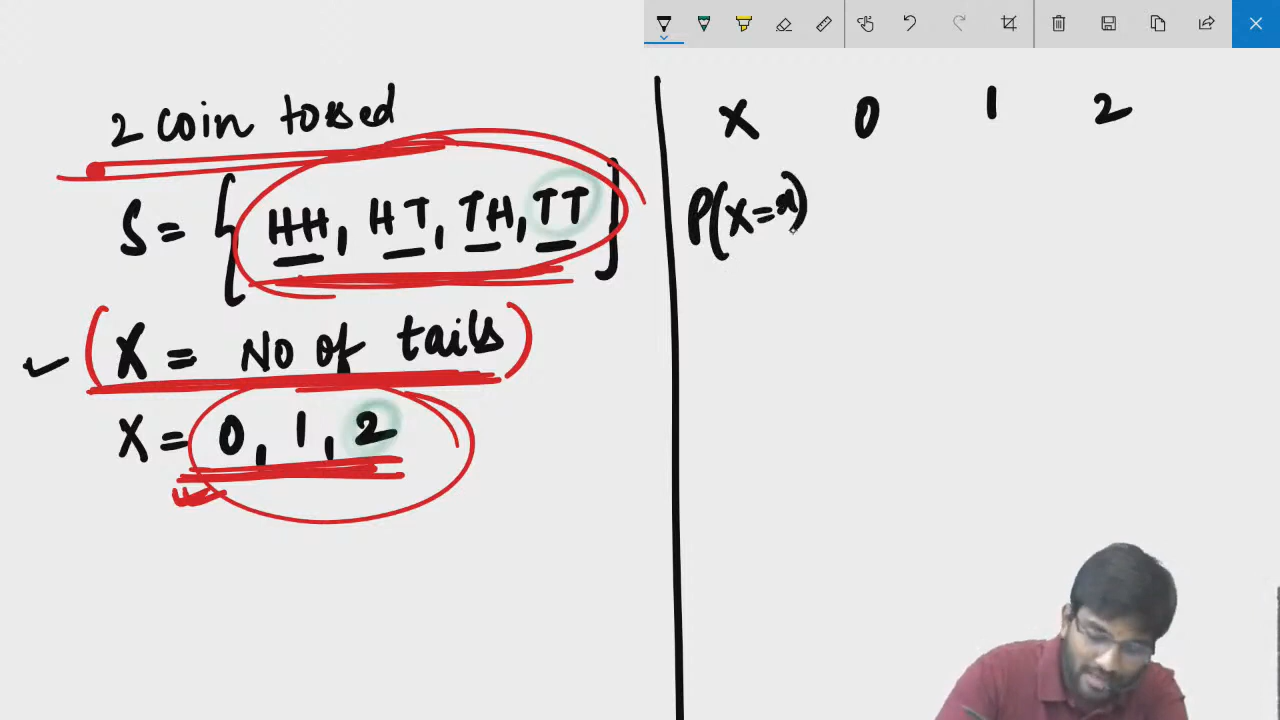 2 coin tossed
S = { HH, HT, TH, TT }
X = No of tails
X = 0, 1, 2
X 0 1 2
P(X=x)